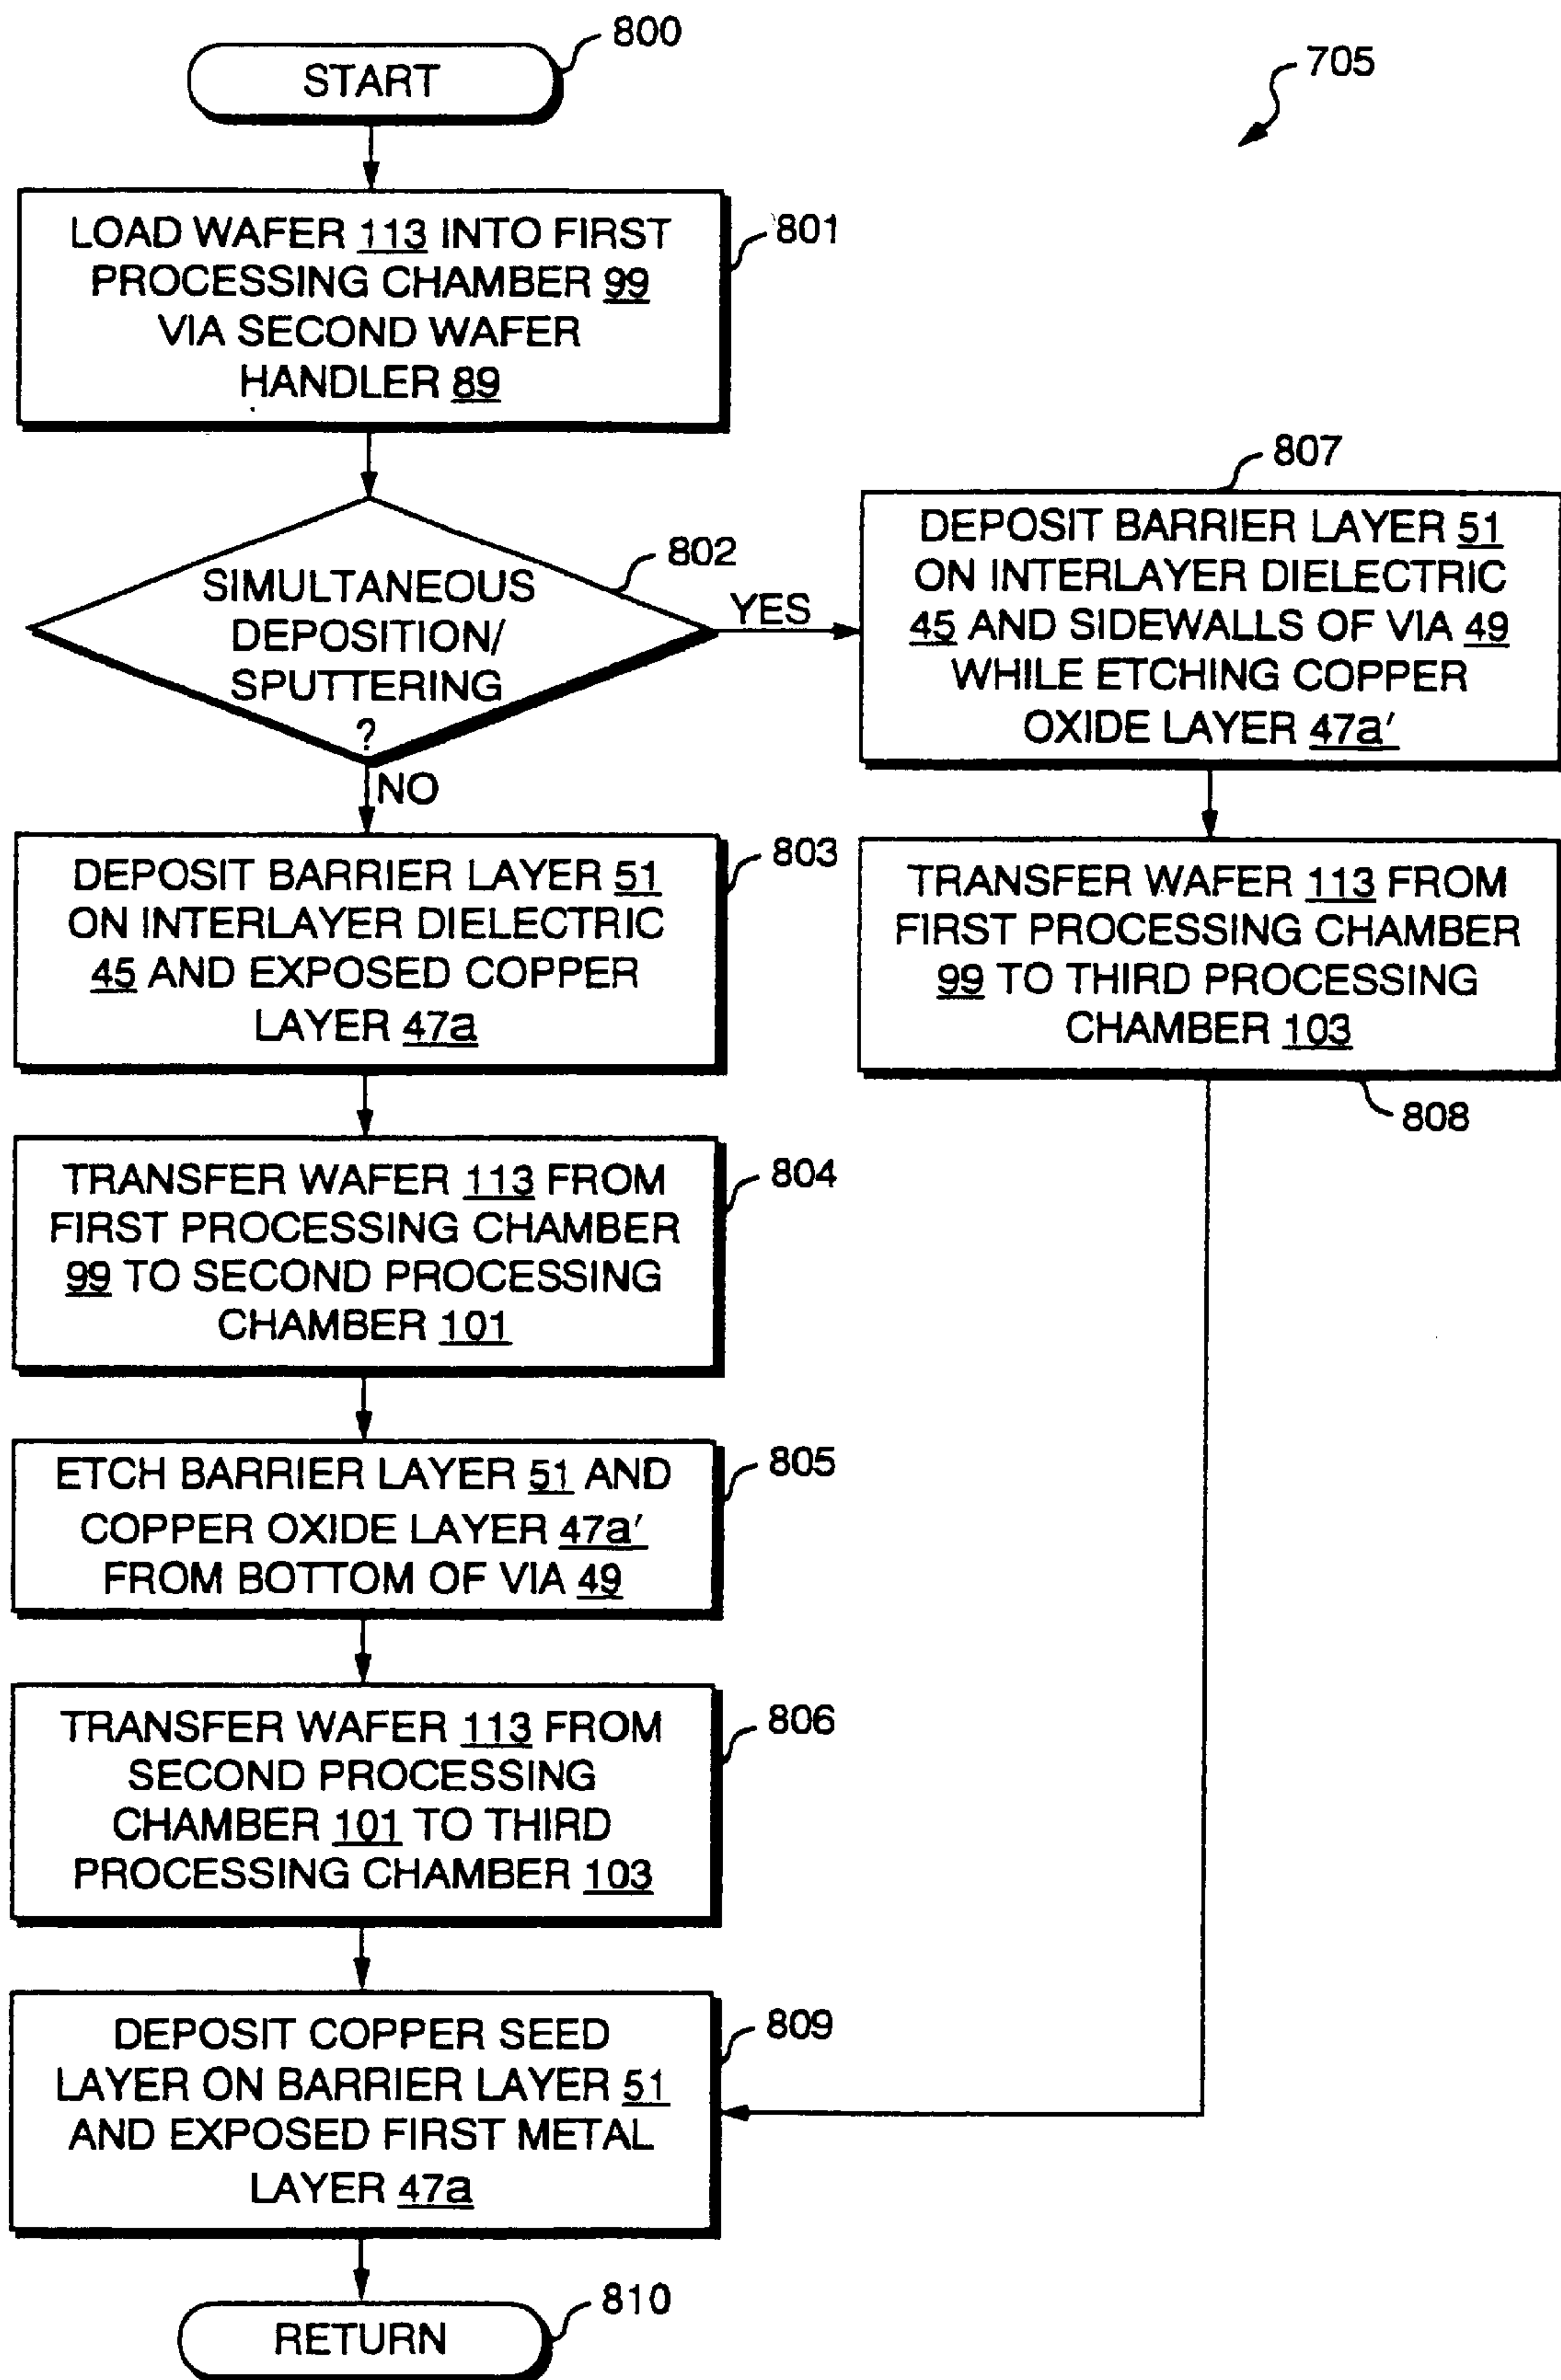 START
800
705
LOAD WAFER 113 INTO FIRST
PROCESSING CHAMBER 99
VIA SECOND WAFER
HANDLER 89
801
SIMULTANEOUS
DEPOSITION/
SPUTTERING
?
802
YES
NO
807
DEPOSIT BARRIER LAYER 51
ON INTERLAYER DIELECTRIC
45 AND SIDEWALLS OF VIA 49
WHILE ETCHING COPPER
OXIDE LAYER 47a'
DEPOSIT BARRIER LAYER 51
ON INTERLAYER DIELECTRIC
45 AND EXPOSED COPPER
LAYER 47a
803
TRANSFER WAFER 113 FROM
FIRST PROCESSING CHAMBER
99 TO THIRD PROCESSING
CHAMBER 103
808
TRANSFER WAFER 113 FROM
FIRST PROCESSING CHAMBER
99 TO SECOND PROCESSING
CHAMBER 101
804
ETCH BARRIER LAYER 51 AND
COPPER OXIDE LAYER 47a'
FROM BOTTOM OF VIA 49
805
TRANSFER WAFER 113 FROM
SECOND PROCESSING
CHAMBER 101 TO THIRD
PROCESSING CHAMBER 103
806
DEPOSIT COPPER SEED
LAYER ON BARRIER LAYER 51
AND EXPOSED FIRST METAL
LAYER 47a
809
RETURN
810